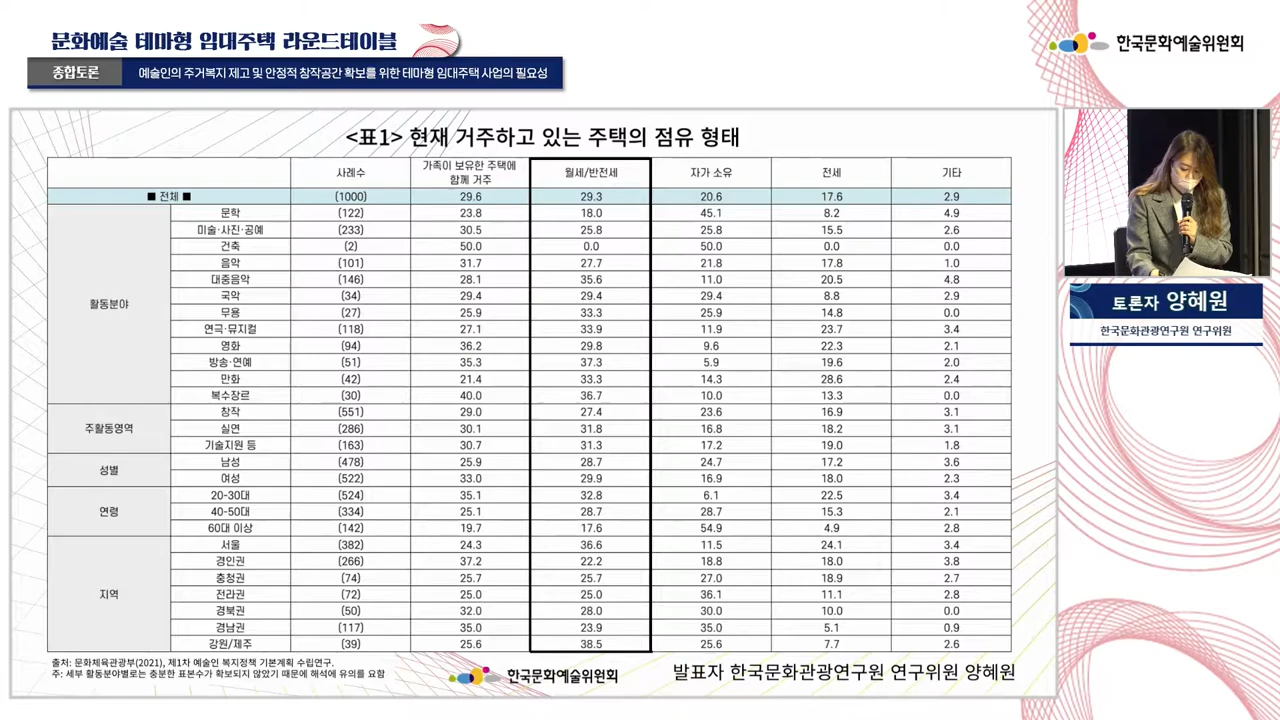 문화예술 테마형 임대주택 라운드테이블
종합토론 예술인의 주거복지 제고 및 안정적 창작공간 확보를 위한 테마형 임대주택 사업의 필요성
한국문화예술위원회
<표1> 현재 거주하고 있는 주택의 점유 형태
사례수 가족이 보유한 주택에 함께 거주 월세/반전세 자가 소유 전세 기타
■ 전체 ■ (1000) 29.6 29.3 20.6 17.6 2.9
활동분야
문학 (122) 23.8 18.0 45.1 8.2 4.9
미술·사진·공예 (233) 30.5 25.8 25.8 15.5 2.6
건축 (2) 50.0 0.0 50.0 0.0 0.0
음악 (101) 31.7 27.7 21.8 17.8 1.0
대중음악 (146) 28.1 35.6 11.0 20.5 4.8
국악 (34) 29.4 29.4 29.4 8.8 2.9
무용 (27) 25.9 33.3 25.9 14.8 0.0
연극·뮤지컬 (118) 27.1 33.9 11.9 23.7 3.4
영화 (94) 36.2 29.8 9.6 22.3 2.1
방송·연예 (51) 35.3 37.3 5.9 19.6 2.0
만화 (42) 21.4 33.3 14.3 28.6 2.4
복수장르 (30) 40.0 36.7 10.0 13.3 0.0
주활동영역
창작 (551) 29.0 27.4 23.6 16.9 3.1
실연 (286) 30.1 31.8 16.8 18.2 3.1
기술지원 등 (163) 30.7 31.3 17.2 19.0 1.8
성별
남성 (478) 25.9 28.7 24.7 17.2 3.6
여성 (522) 33.0 29.9 16.9 18.0 2.3
연령
20-30대 (524) 35.1 32.8 6.1 22.5 3.4
40-50대 (334) 25.1 28.7 28.7 15.3 2.1
60대 이상 (142) 19.7 17.6 54.9 4.9 2.8
지역
서울 (382) 24.3 36.6 11.5 24.1 3.4
경인권 (266) 37.2 22.2 18.8 18.0 3.8
충청권 (74) 25.7 25.7 27.0 18.9 2.7
전라권 (72) 25.0 25.0 36.1 11.1 2.8
경북권 (50) 32.0 28.0 30.0 10.0 0.0
경남권 (117) 35.0 23.9 35.0 5.1 0.9
강원/제주 (39) 25.6 38.5 25.6 7.7 2.6
출처: 문화체육관광부(2021), 제1차 예술인 복지정책 기본계획 수립연구.
주: 세부 활동분야별로는 충분한 표본수가 확보되지 않았기 때문에 해석에 유의를 요함
한국문화예술위원회
발표자 한국문화관광연구원 연구위원 양혜원
토론자 양혜원
한국문화관광연구원 연구위원